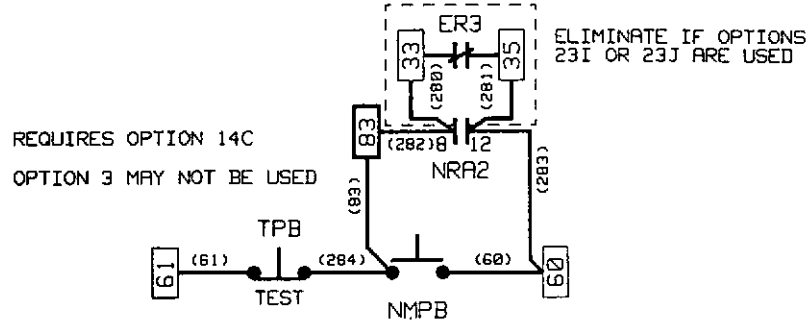 ER3
33
35
ELIMINATE IF OPTIONS
23I OR 23J ARE USED
(280)
(281)
REQUIRES OPTION 14C
83
(282)
8
12
NRA2
(283)
OPTION 3 MAY NOT BE USED
(83)
TPB
61
(61)
(284)
(60)
60
TEST
NMPB